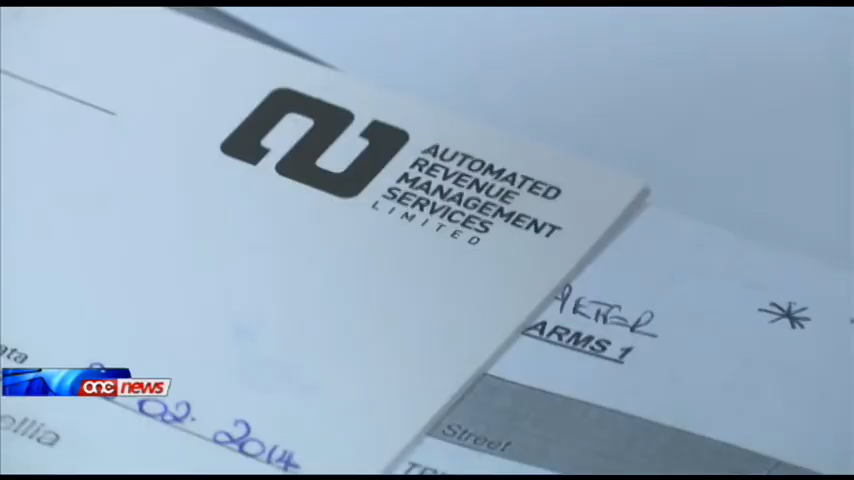 AUTOMATED
REVENUE
MANAGEMENT
SERVICES
LIMITED
ARMS 1
Street
02. 2014
one news